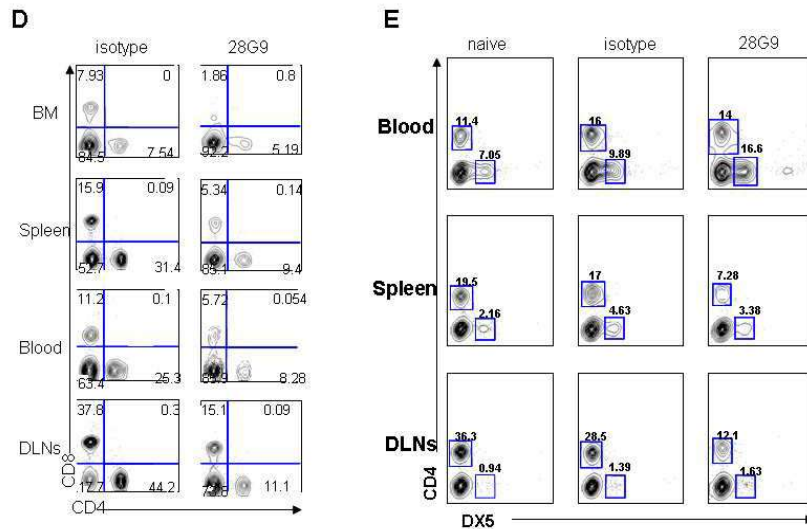 D
isotype 28G9
BM
7.93 0 1.86 0.8
84.5 7.54 92.2 5.19
Spleen
15.9 0.09 5.34 0.14
52.7 31.4 85.1 9.4
Blood
11.2 0.1 5.72 0.054
63.4 25.3 85.9 8.28
DLNs
37.8 0.3 15.1 0.09
17.7 44.2 11.1
CD8
CD4
E
naive isotype 28G9
Blood
11.4 16 14
7.05 9.89 16.6
Spleen
19.5 17 7.28
2.16 4.63 3.38
DLNs
36.3 28.5 12.1
0.94 1.39 1.63
CD4
DX5